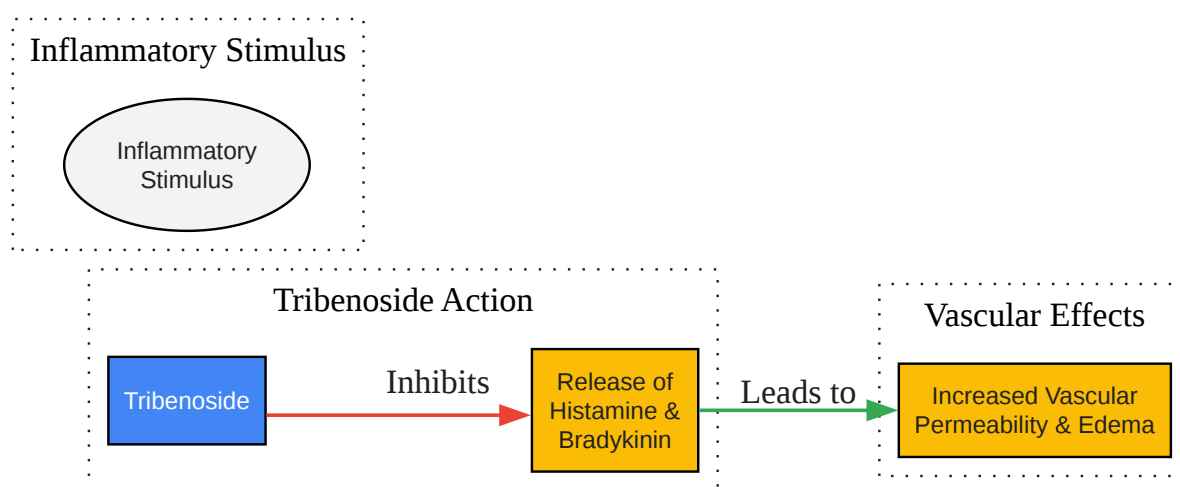 Inflammatory Stimulus
Inflammatory
Stimulus
Tribenoside Action
Tribenoside
Inhibits
Release of
Histamine &
Bradykinin
Leads to
Vascular Effects
Increased Vascular
Permeability & Edema